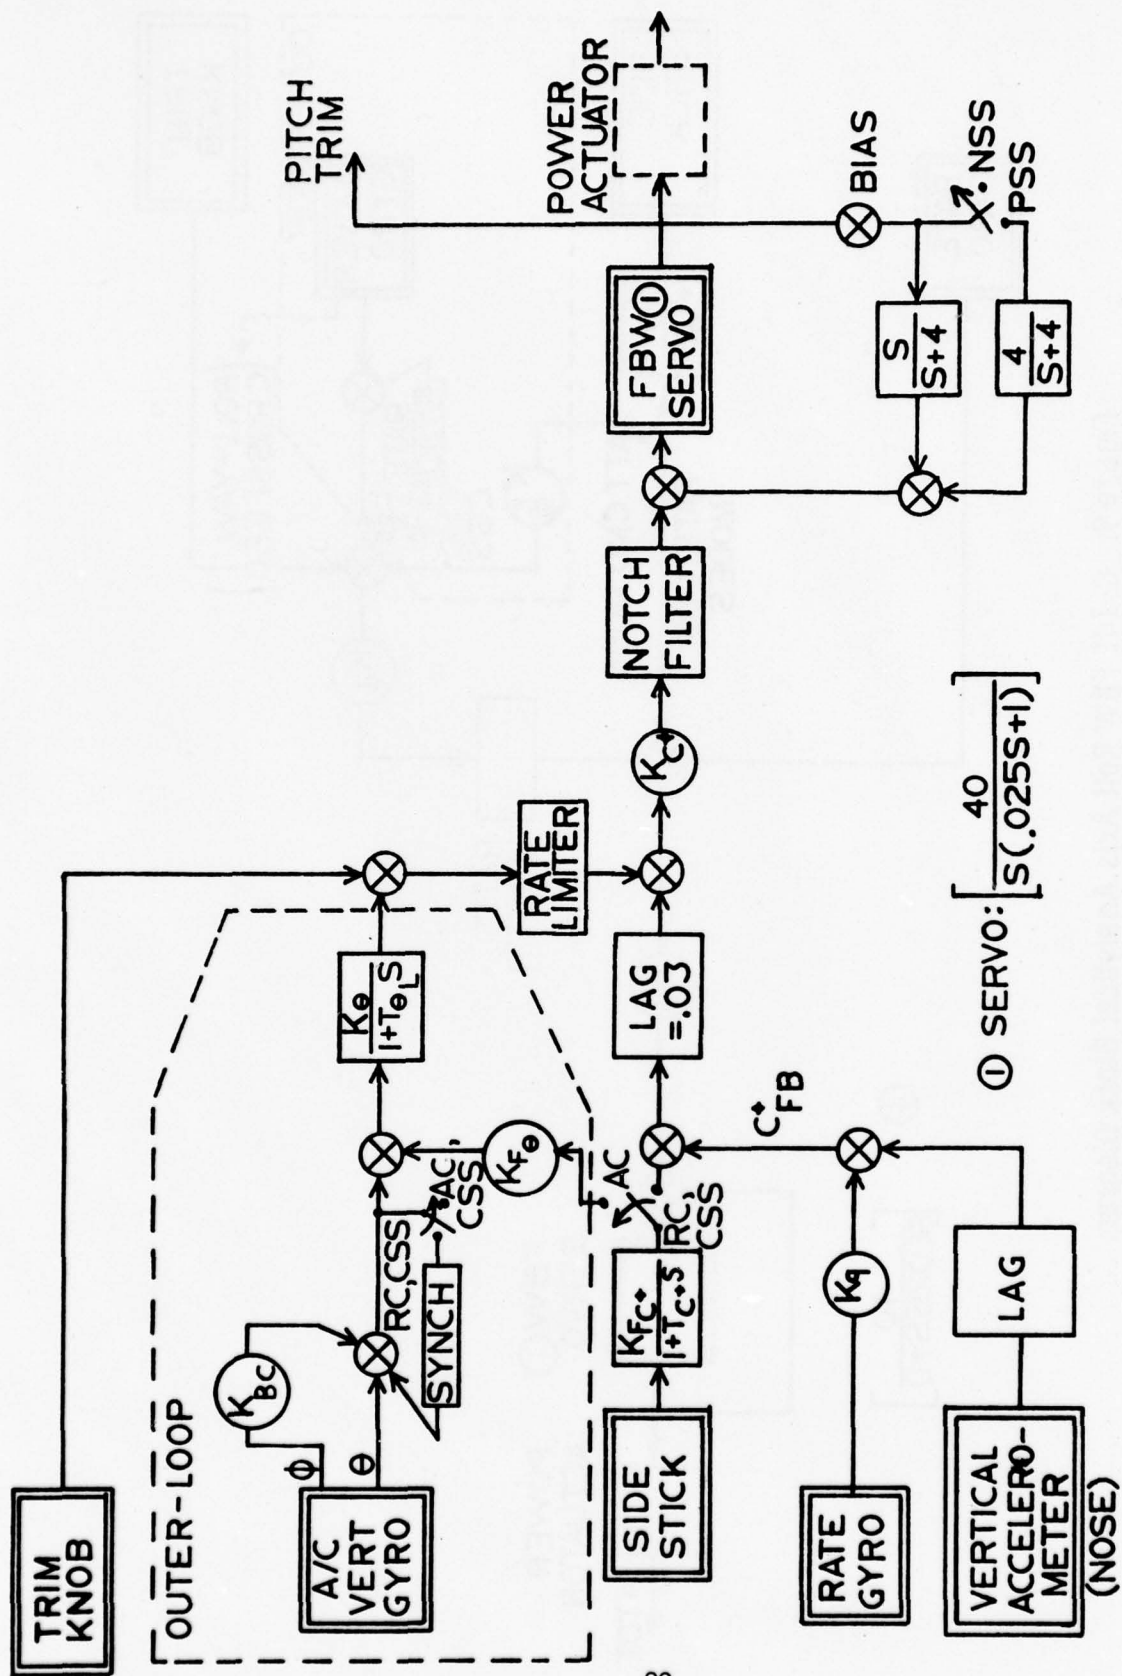 TRIM
KNOB
OUTER-LOOP
A/C
VERT
GYRO
ϕ
θ
K_BC
RC,CSS
SYNCH
AC,
CSS
K_Fθ
K_θ
1+T_θL S
RATE
LIMITER
PITCH
TRIM
SIDE
STICK
K_FC+
1+T_C+ S
AC
RC,
CSS
LAG
=.03
K_C+
NOTCH
FILTER
FBW①
SERVO
POWER
ACTUATOR
RATE
GYRO
K_q
C+_FB
VERTICAL
ACCELERO-
METER
(NOSE)
LAG
BIAS
NSS
PSS
S
S+4
4
S+4
① SERVO: [40
S(.025S+1)]